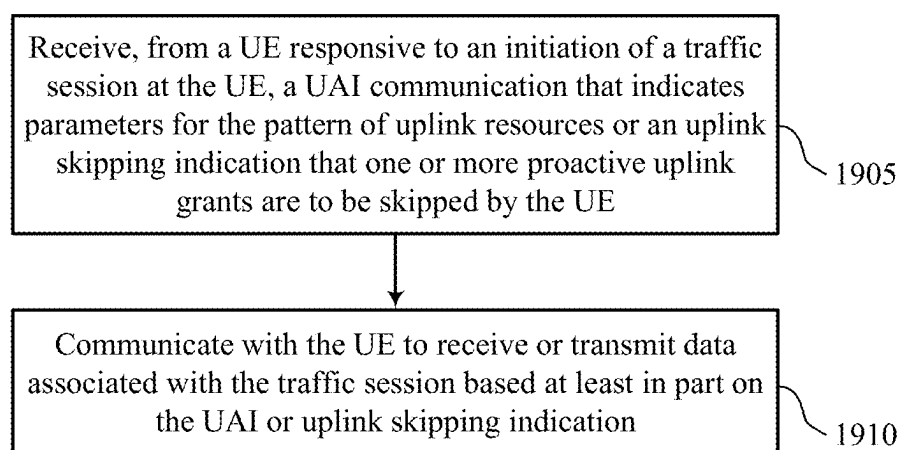 Receive, from a UE responsive to an initiation of a traffic
session at the UE, a UAI communication that indicates
parameters for the pattern of uplink resources or an uplink
skipping indication that one or more proactive uplink
grants are to be skipped by the UE
1905
Communicate with the UE to receive or transmit data
associated with the traffic session based at least in part on
the UAI or uplink skipping indication
1910